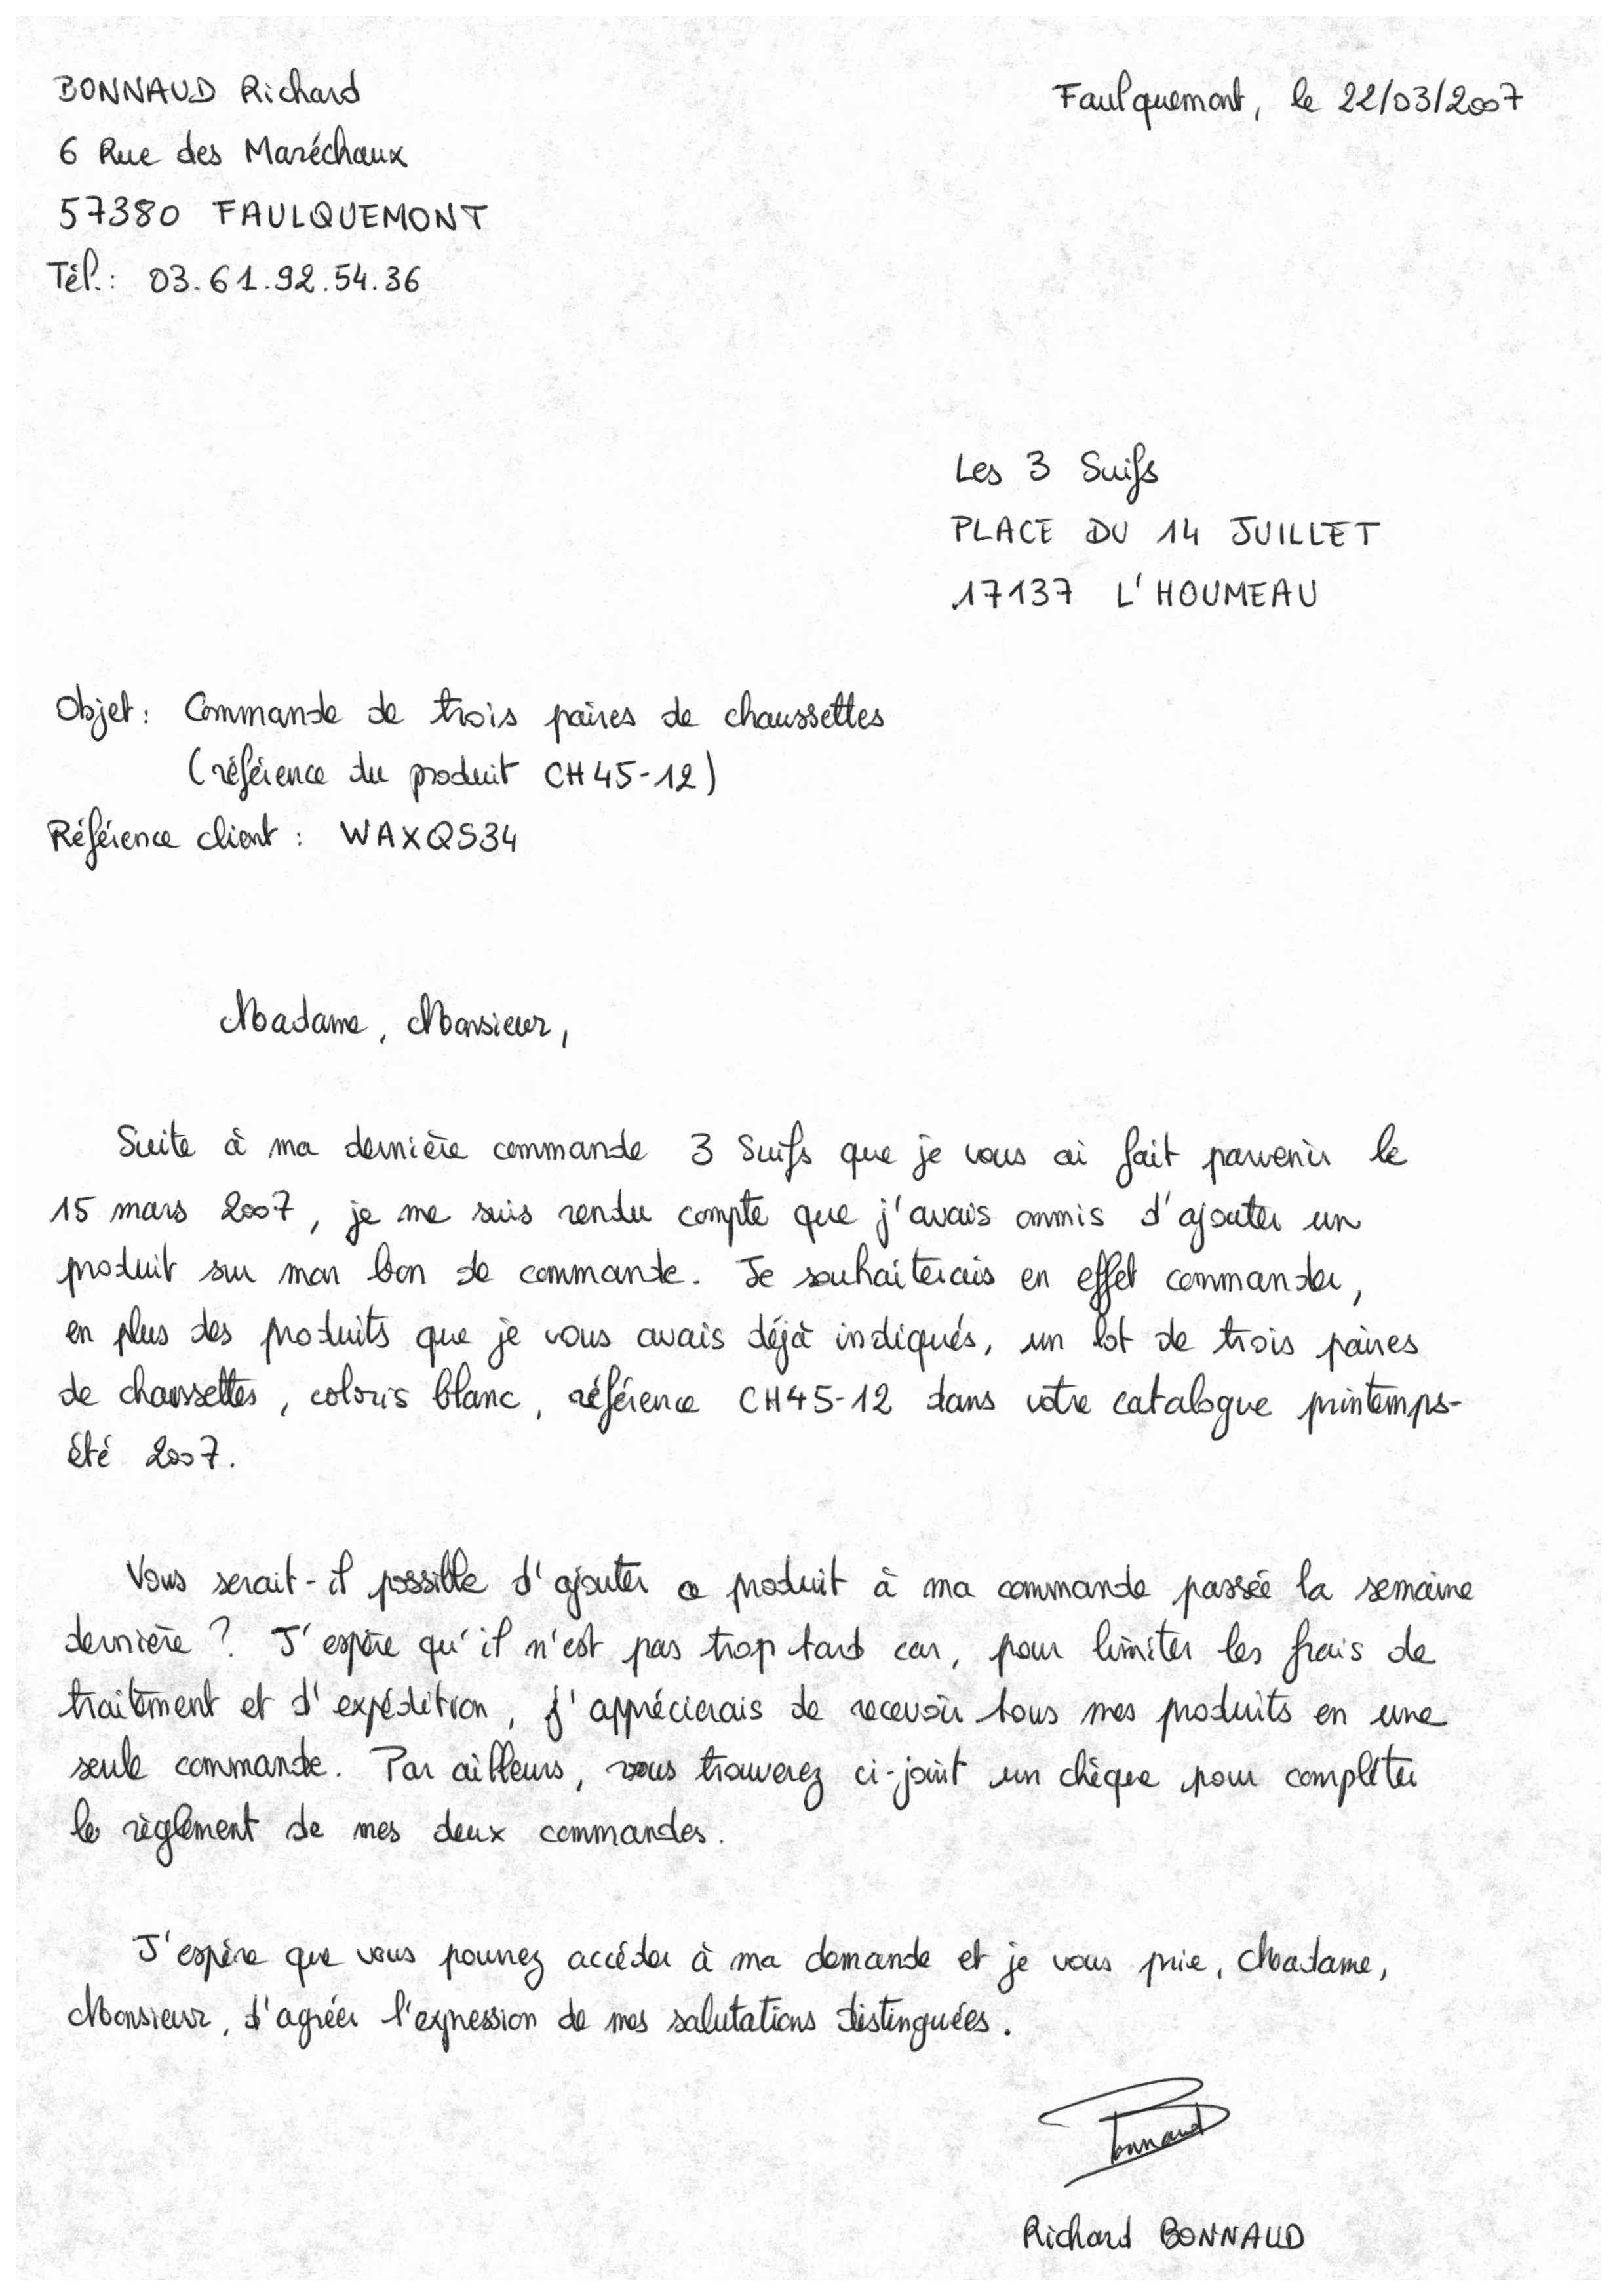 BONNAUD Richard
Faulquemont, le 22/03/2007
6 Rue des Maréchaux
57380 FAULQUEMONT
Tél.: 03.61.92.54.36
Les 3 Suifs
PLACE DU 14 JUILLET
17137 L'HOUMEAU
Objet: Commande de trois paires de chaussettes
(référence du produit CH45-12)
Référence client : WAXQS34
Madame, Monsieur,
Suite à ma dernière commande 3 Suifs que je vous ai fait parvenir le
15 mars 2007, je me suis rendu compte que j'avais ommis d'ajouter un
produit sur mon bon de commande. Je souhaiterais en effet commander,
en plus des produits que je vous avais déjà indiqués, un lot de trois paires
de chaussettes, coloris blanc, référence CH45-12 dans votre catalogue printemps-
été 2007.
Vous serait-il possible d'ajouter ce produit à ma commande passée la semaine
dernière ? J'espère qu'il n'est pas trop tard car, pour limiter les frais de
traitement et d'expédition, j'apprécierais de recevoir tous mes produits en une
seule commande. Par ailleurs, vous trouverez ci-joint un chèque pour compléter
le règlement de mes deux commandes.
J'espère que vous pourrez accéder à ma demande et je vous prie, Madame,
Monsieur, d'agréer l'expression de mes salutations distinguées.
Bonnaud
Richard BONNAUD